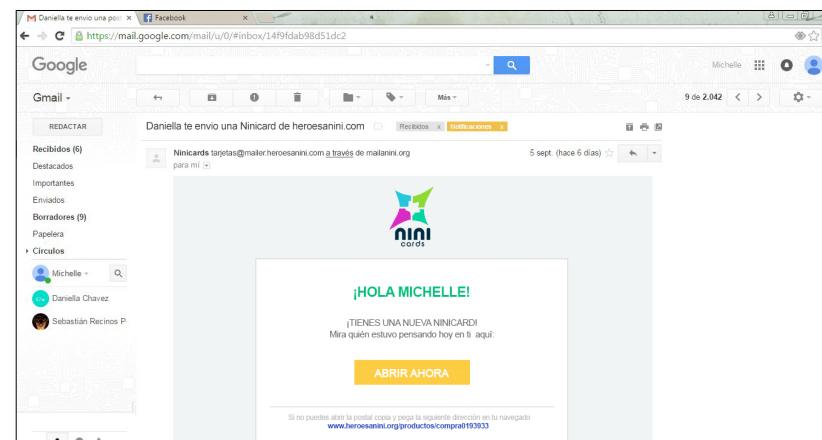 Daniella te envio una post
Facebook
https://mail.google.com/mail/u/0/#inbox/14f9fdab98d51dc2
Google
Michelle
Gmail
Más
9 de 2.042
REDACTAR
Daniella te envio una Ninicard de heroesanini.com
Recibidos x
Notificaciones x
Recibidos (6)
Ninicards tarjetas@mailer.heroesanini.com a través de mailanini.org
5 sept. (hace 6 días)
para mí
Destacados
Importantes
Enviados
Borradores (9)
Papelera
Círculos
Michelle
Daniella Chavez
Sebastián Recinos P
NINI
cards
¡HOLA MICHELLE!
¡TIENES UNA NUEVA NINICARD!
Mira quién estuvo pensando hoy en ti aquí:
ABRIR AHORA
Si no puedes abrir la postal copia y pega la siguiente dirección en tu navegado
www.heroesanini.org/productos/compra0193933